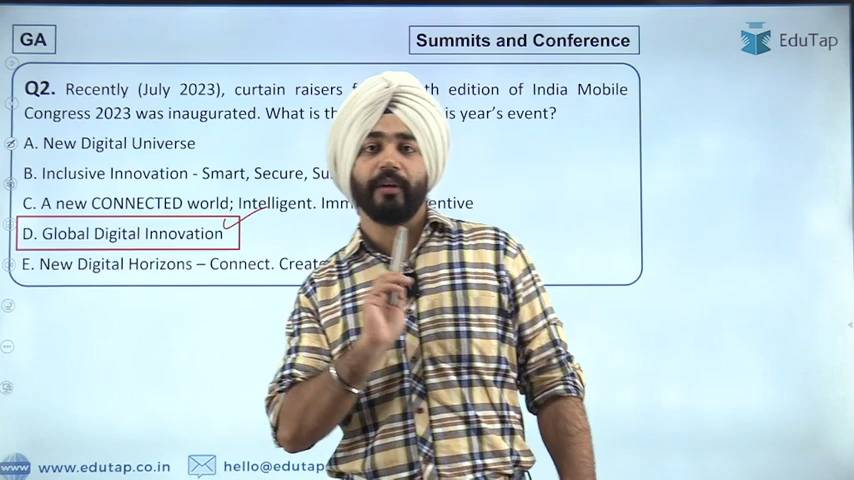 GA
Summits and Conference
EduTap
Q2. Recently (July 2023), curtain raisers th edition of India Mobile
Congress 2023 was inaugurated. What is th is year's event?
A. New Digital Universe
B. Inclusive Innovation - Smart, Secure, Su
C. A new CONNECTED world; Intelligent. Imm entive
D. Global Digital Innovation
E. New Digital Horizons – Connect. Create
www.edutap.co.in
hello@edutap